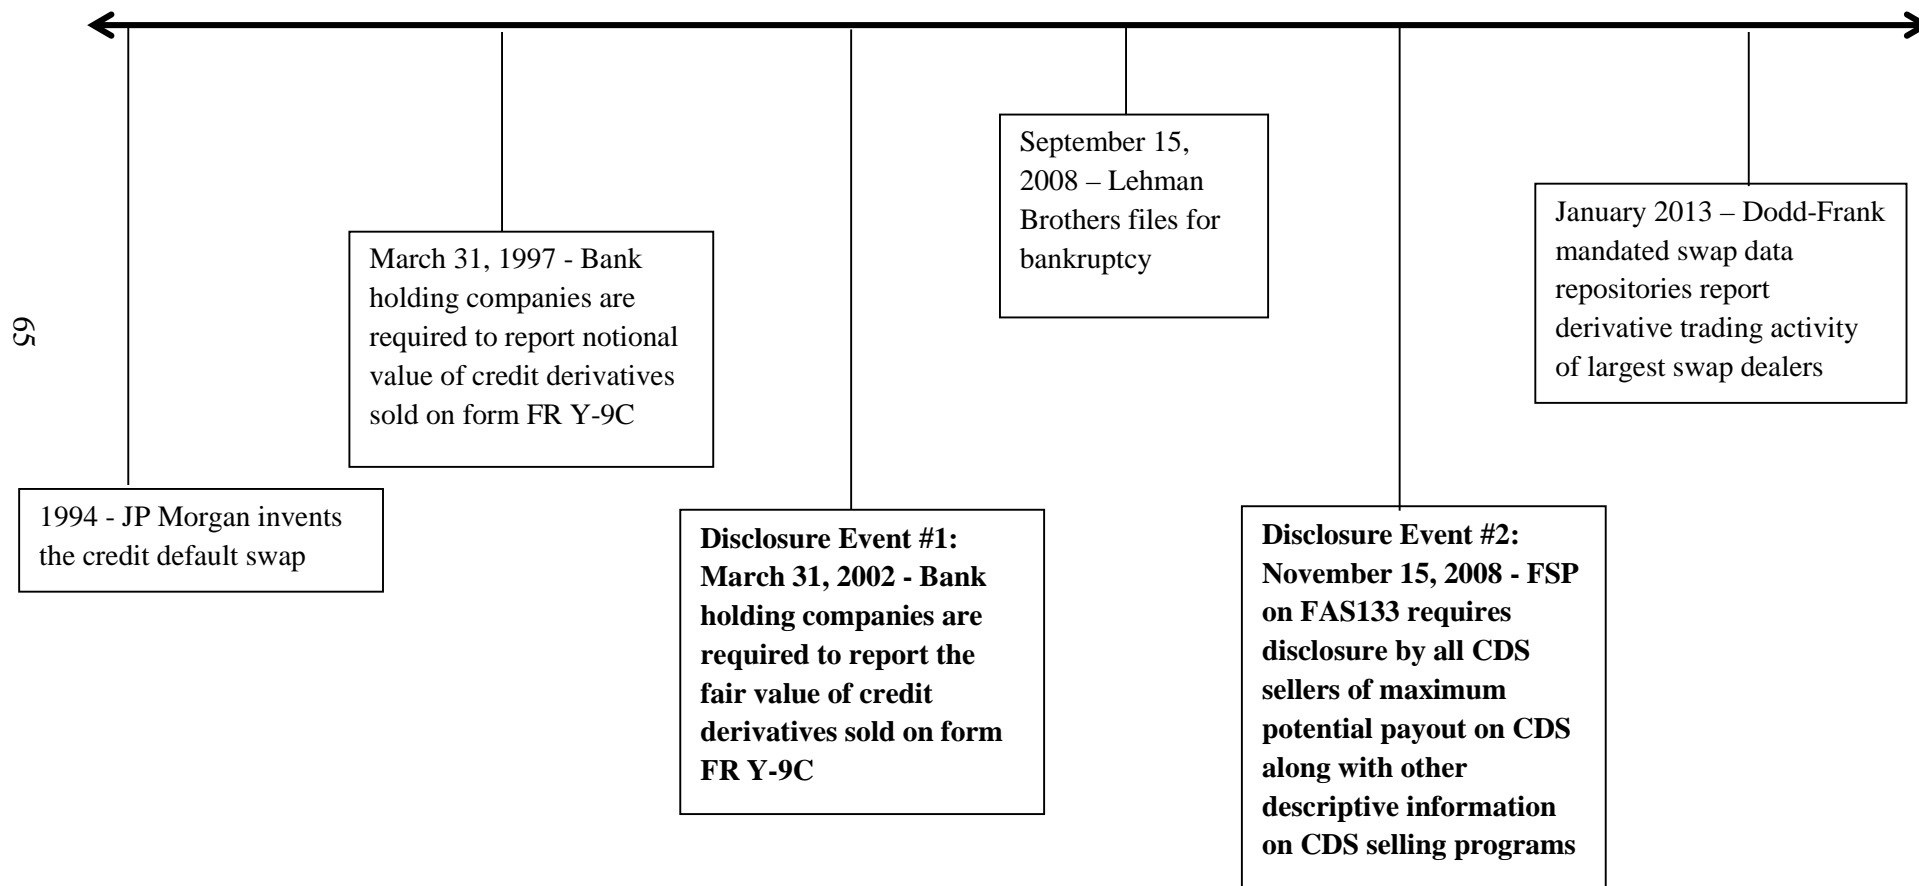 65
1994 - JP Morgan invents
the credit default swap
March 31, 1997 - Bank
holding companies are
required to report notional
value of credit derivatives
sold on form FR Y-9C
Disclosure Event #1:
March 31, 2002 - Bank
holding companies are
required to report the
fair value of credit
derivatives sold on form
FR Y-9C
September 15,
2008 – Lehman
Brothers files for
bankruptcy
Disclosure Event #2:
November 15, 2008 - FSP
on FAS133 requires
disclosure by all CDS
sellers of maximum
potential payout on CDS
along with other
descriptive information
on CDS selling programs
January 2013 – Dodd-Frank
mandated swap data
repositories report
derivative trading activity
of largest swap dealers